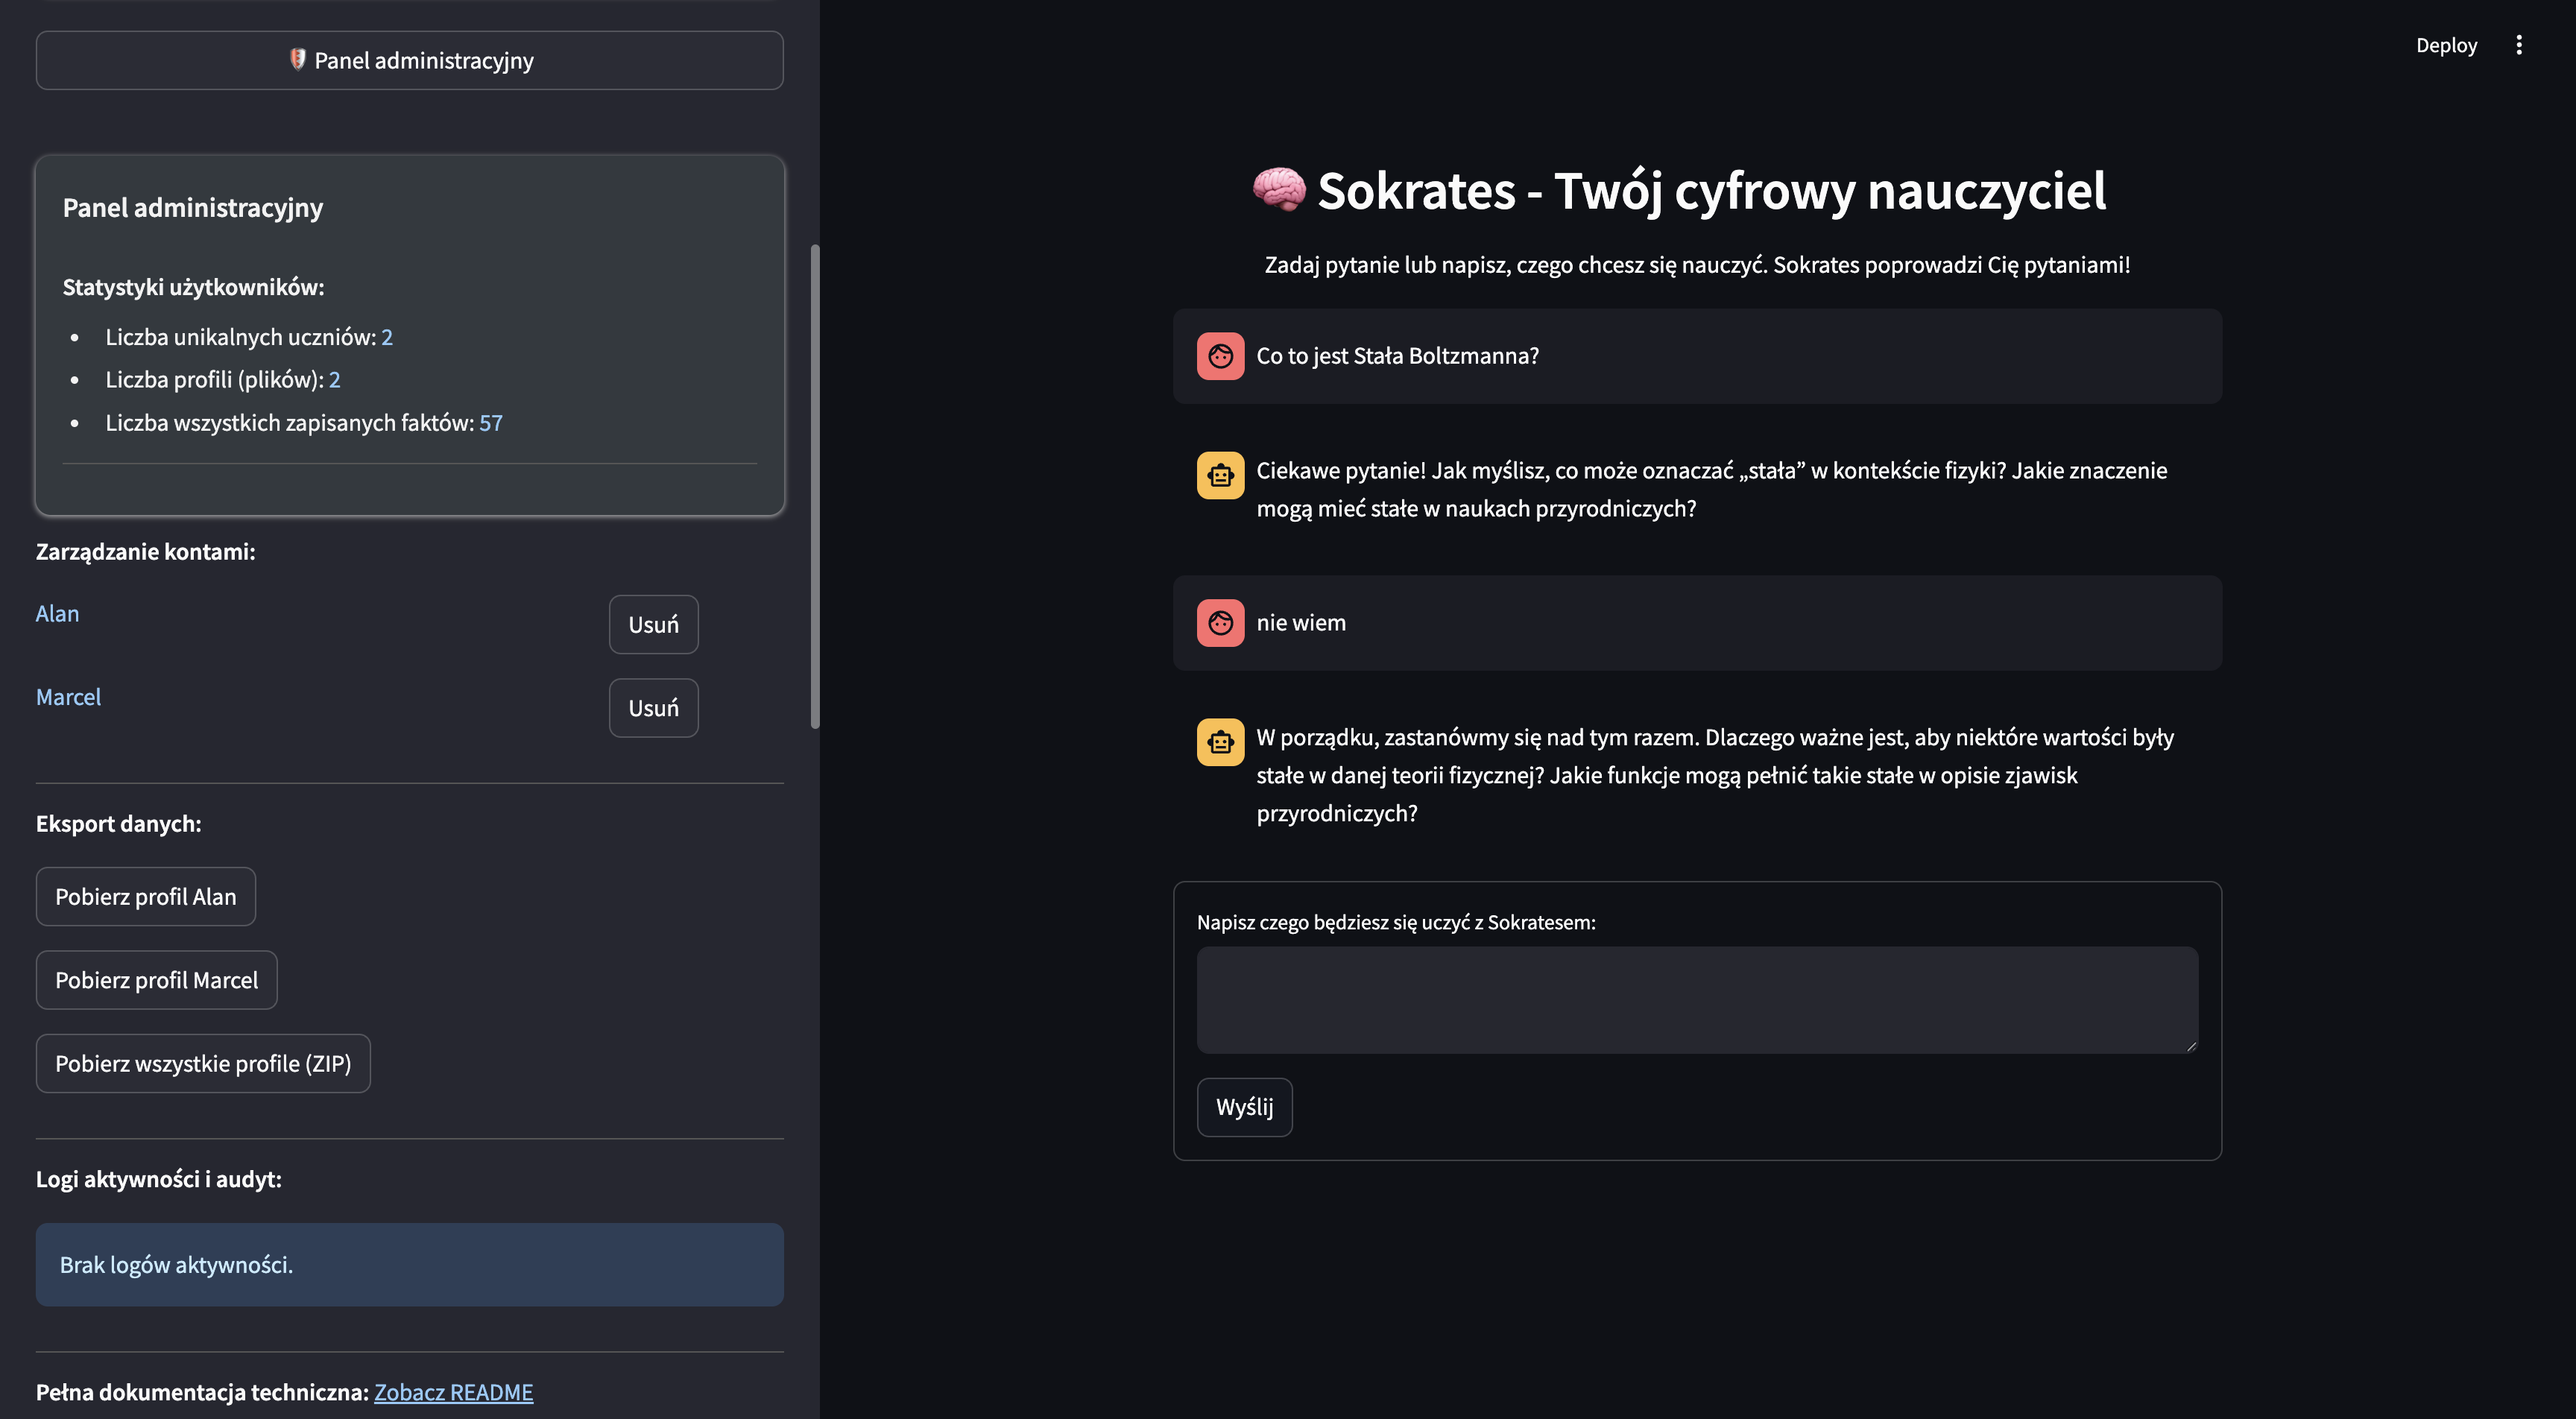 Panel administracyjny
Panel administracyjny
Statystyki użytkowników:
Liczba unikalnych uczniów: 2
Liczba profili (plików): 2
Liczba wszystkich zapisanych faktów: 57
Zarządzanie kontami:
Alan
Usuń
Marcel
Usuń
Eksport danych:
Pobierz profil Alan
Pobierz profil Marcel
Pobierz wszystkie profile (ZIP)
Logi aktywności i audyt:
Brak logów aktywności.
Pełna dokumentacja techniczna: Zobacz README
Deploy
Sokrates - Twój cyfrowy nauczyciel
Zadaj pytanie lub napisz, czego chcesz się nauczyć. Sokrates poprowadzi Cię pytaniami!
Co to jest Stała Boltzmanna?
Ciekawe pytanie! Jak myślisz, co może oznaczać „stała” w kontekście fizyki? Jakie znaczenie
mogą mieć stałe w naukach przyrodniczych?
nie wiem
W porządku, zastanówmy się nad tym razem. Dlaczego ważne jest, aby niektóre wartości były
stałe w danej teorii fizycznej? Jakie funkcje mogą pełnić takie stałe w opisie zjawisk
przyrodniczych?
Napisz czego będziesz się uczyć z Sokratesem:
Wyślij